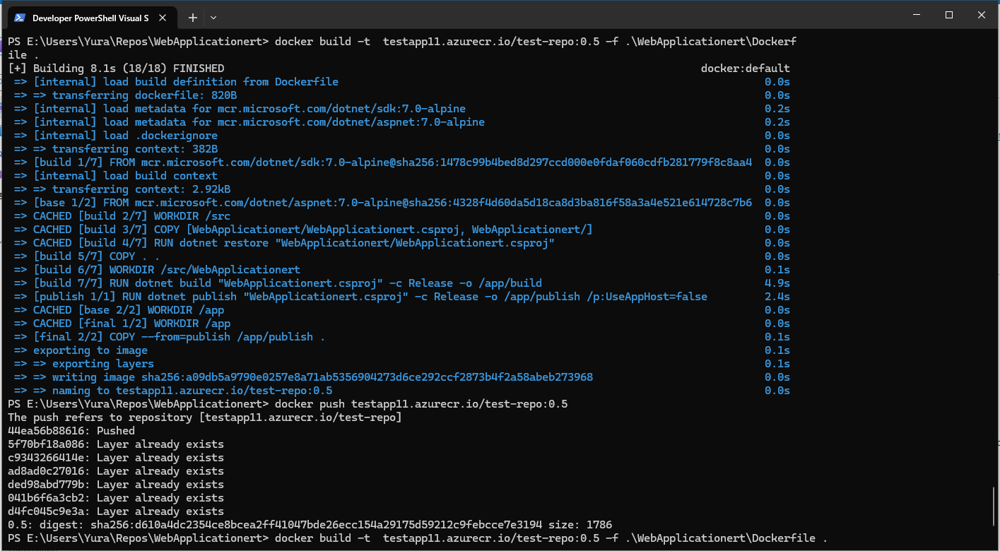 Developer PowerShell Visual S
PS E:\Users\Yura\Repos\WebApplicationert> docker build -t  testapp11.azurecr.io/test-repo:0.5 -f .\WebApplicationert\Dockerf
ile .
[+] Building 8.1s (18/18) FINISHED docker:default
=> [internal] load build definition from Dockerfile 0.0s
=> => transferring dockerfile: 820B 0.0s
=> [internal] load metadata for mcr.microsoft.com/dotnet/sdk:7.0-alpine 0.2s
=> [internal] load metadata for mcr.microsoft.com/dotnet/aspnet:7.0-alpine 0.2s
=> [internal] load .dockerignore 0.0s
=> => transferring context: 382B 0.0s
=> [build 1/7] FROM mcr.microsoft.com/dotnet/sdk:7.0-alpine@sha256:1478c99b4bed8d297ccd000e0fdaf060cdfb281779f8c8aa4 0.0s
=> [internal] load build context 0.0s
=> => transferring context: 2.92kB 0.0s
=> [base 1/2] FROM mcr.microsoft.com/dotnet/aspnet:7.0-alpine@sha256:4328f4d60da5d18ca8d3ba816f58a3a4e521e614728c7b6 0.0s
=> CACHED [build 2/7] WORKDIR /src 0.0s
=> CACHED [build 3/7] COPY [WebApplicationert/WebApplicationert.csproj, WebApplicationert/] 0.0s
=> CACHED [build 4/7] RUN dotnet restore "WebApplicationert/WebApplicationert.csproj" 0.0s
=> [build 5/7] COPY . . 0.0s
=> [build 6/7] WORKDIR /src/WebApplicationert 0.1s
=> [build 7/7] RUN dotnet build "WebApplicationert.csproj" -c Release -o /app/build 4.9s
=> [publish 1/1] RUN dotnet publish "WebApplicationert.csproj" -c Release -o /app/publish /p:UseAppHost=false 2.4s
=> CACHED [base 2/2] WORKDIR /app 0.0s
=> CACHED [final 1/2] WORKDIR /app 0.0s
=> [final 2/2] COPY --from=publish /app/publish . 0.1s
=> exporting to image 0.1s
=> => exporting layers 0.1s
=> => writing image sha256:a09db5a9790e0257e8a71ab5356904273d6ce292ccf2873b4f2a58abeb273968 0.0s
=> => naming to testapp11.azurecr.io/test-repo:0.5 0.0s
PS E:\Users\Yura\Repos\WebApplicationert> docker push testapp11.azurecr.io/test-repo:0.5
The push refers to repository [testapp11.azurecr.io/test-repo]
44ea56b88616: Pushed
5f70bf18a086: Layer already exists
c9343266414e: Layer already exists
ad8ad0c27016: Layer already exists
ded98abd779b: Layer already exists
041b6f6a3cb2: Layer already exists
d4fc045c9e3a: Layer already exists
0.5: digest: sha256:d610a4dc2354ce8bcea2ff41047bde26ecc154a29175d59212c9febcce7e3194 size: 1786
PS E:\Users\Yura\Repos\WebApplicationert> docker build -t  testapp11.azurecr.io/test-repo:0.5 -f .\WebApplicationert\Dockerfile .